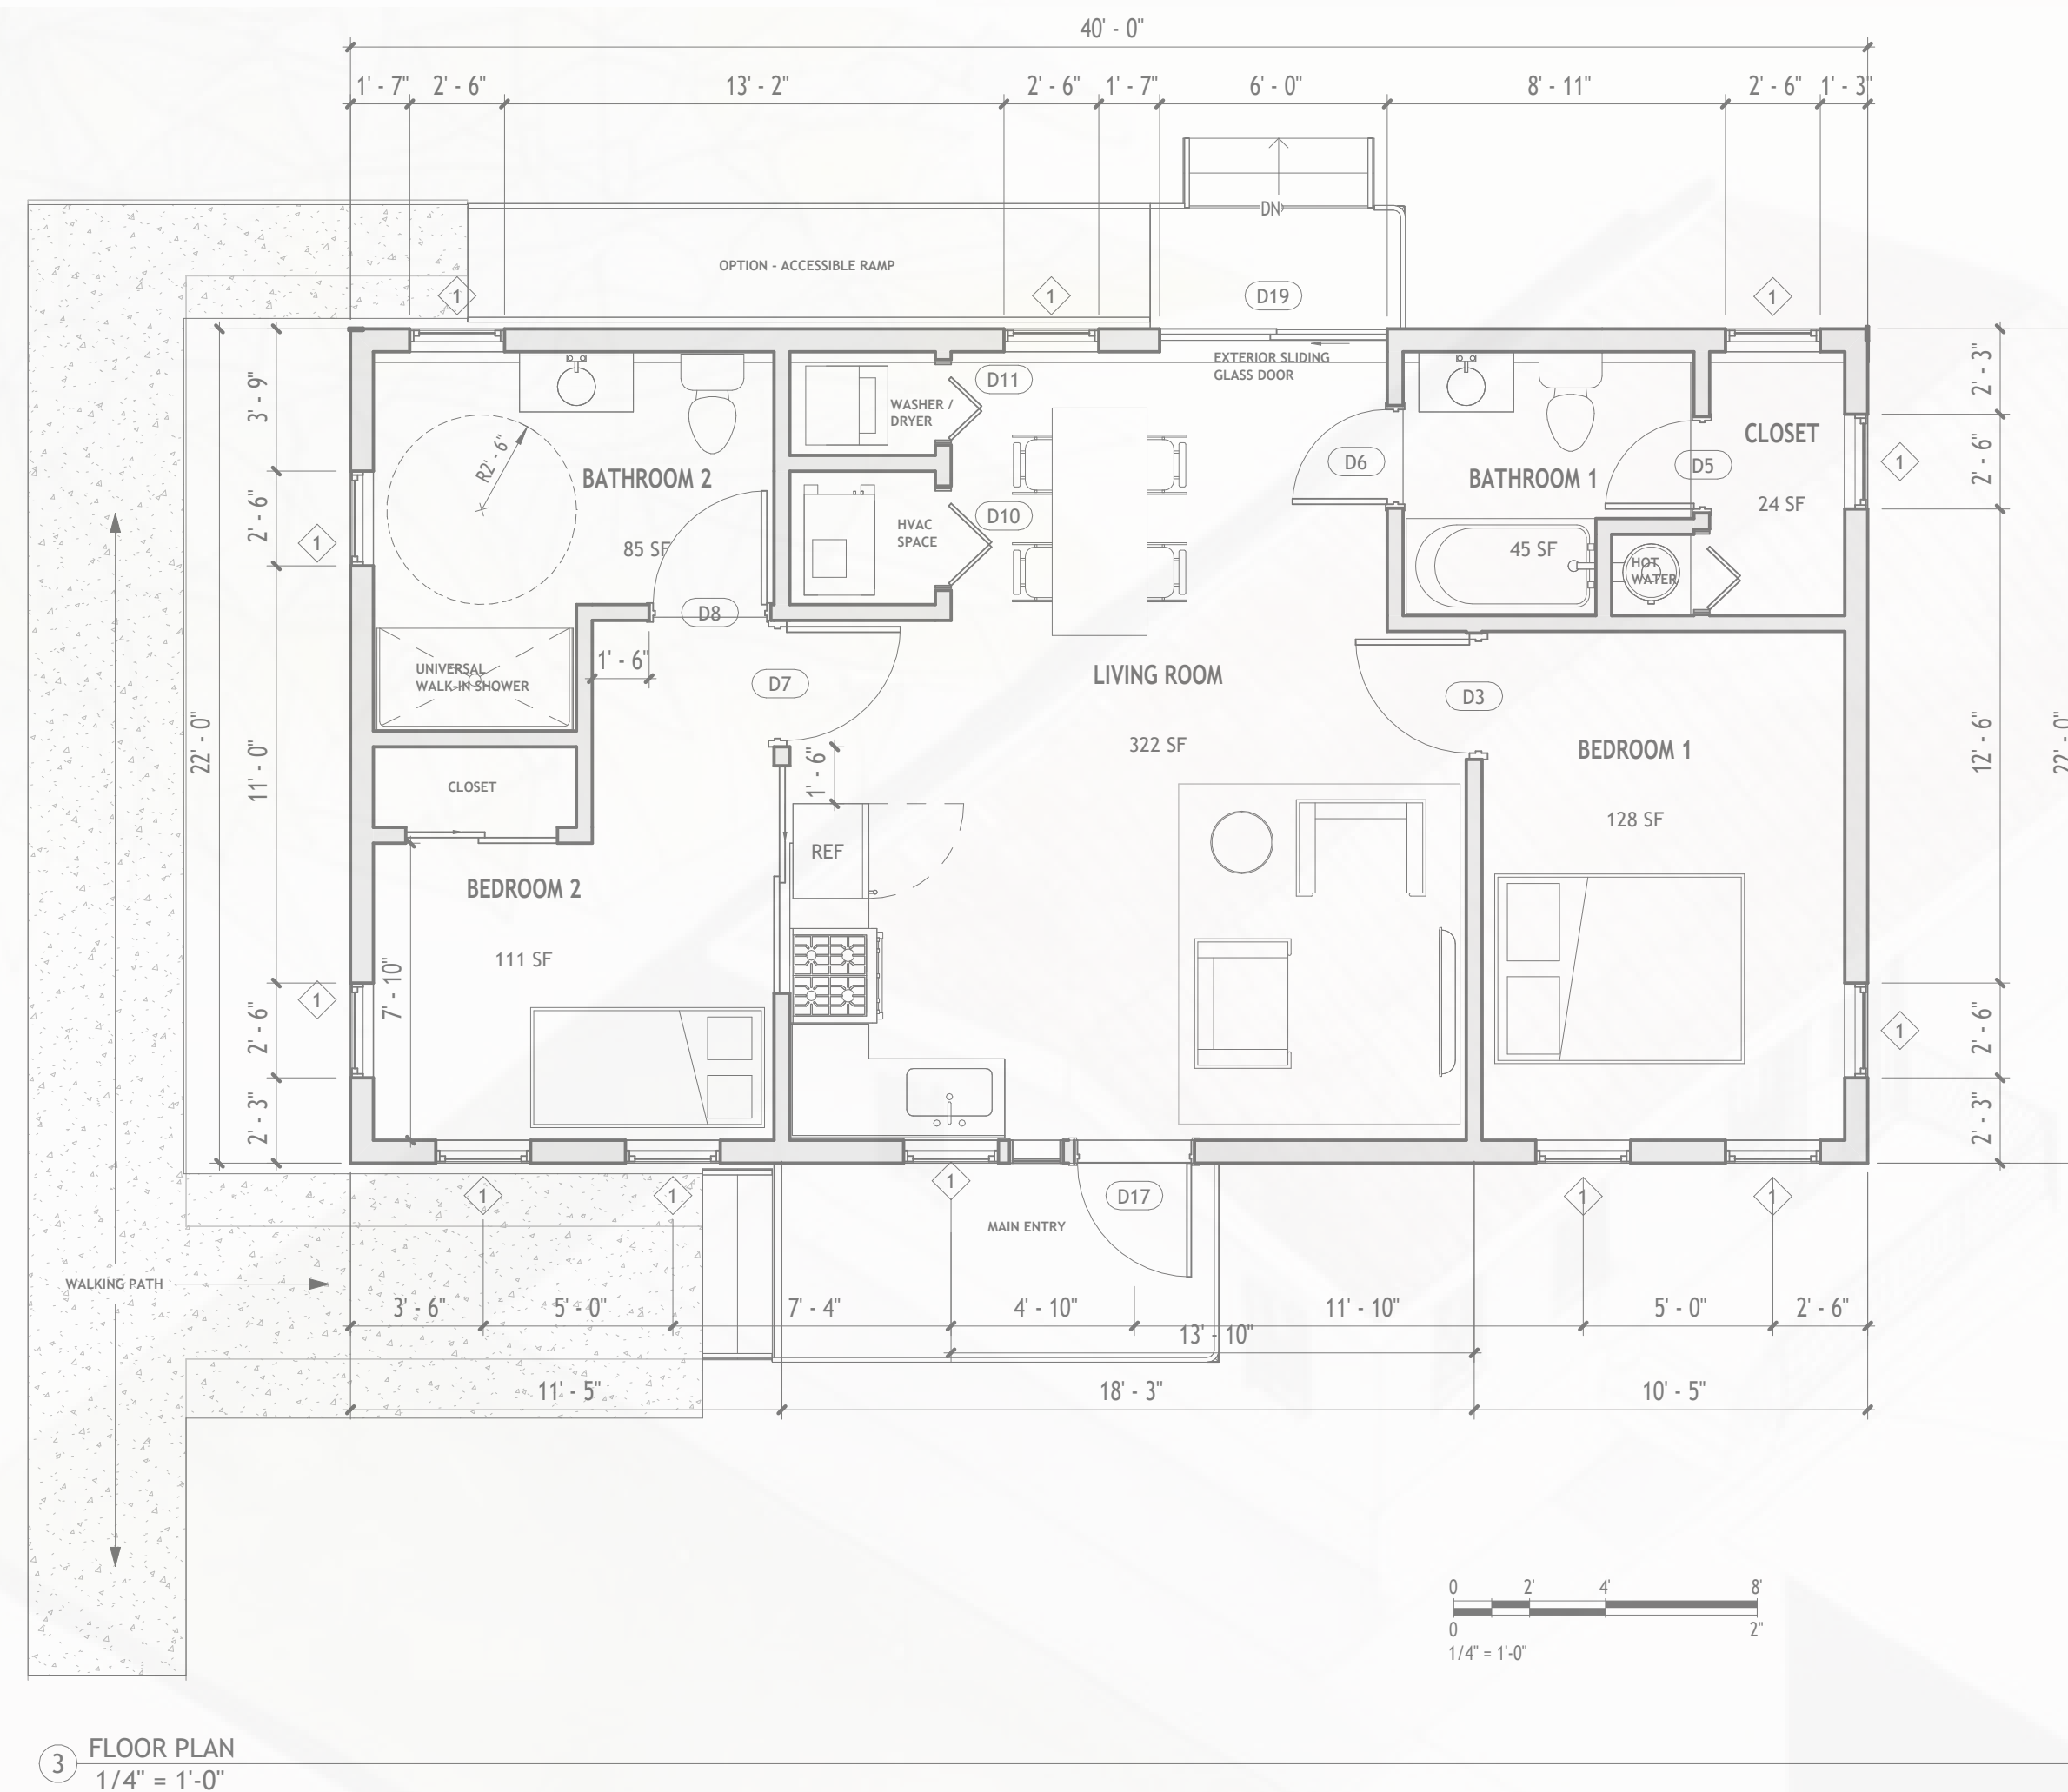 40' - 0"
1' - 7" 2' - 6" 13' - 2" 2' - 6" 1' - 7" 6' - 0" 8' - 11" 2' - 6" 1' - 3"
DN
OPTION - ACCESSIBLE RAMP
1 1 D19 1
EXTERIOR SLIDING
GLASS DOOR
3' - 9"
2' - 3"
D11
WASHER /
DRYER
R2' - 6"
BATHROOM 2
85 SF
D6
BATHROOM 1
45 SF
D5
CLOSET
24 SF
1
2' - 6"
2' - 6"
1
D10
HVAC
SPACE
HOT
WATER
D8
1' - 6"
UNIVERSAL
WALK-IN SHOWER
D7
LIVING ROOM
322 SF
D3
22' - 0"
11' - 0"
12' - 6"
22' - 0"
BEDROOM 1
128 SF
CLOSET
1' - 6"
REF
BEDROOM 2
111 SF
7' - 10"
1
2' - 6"
1
2' - 6"
2' - 3"
2' - 3"
1 1 1 D17 1 1
MAIN ENTRY
WALKING PATH
3' - 6" 5' - 0" 7' - 4" 4' - 10" 11' - 10" 5' - 0" 2' - 6"
13' - 10"
11' - 5" 18' - 3" 10' - 5"
0 2' 4' 8'
0 2"
1/4" = 1'-0"
3 FLOOR PLAN
1/4" = 1'-0"